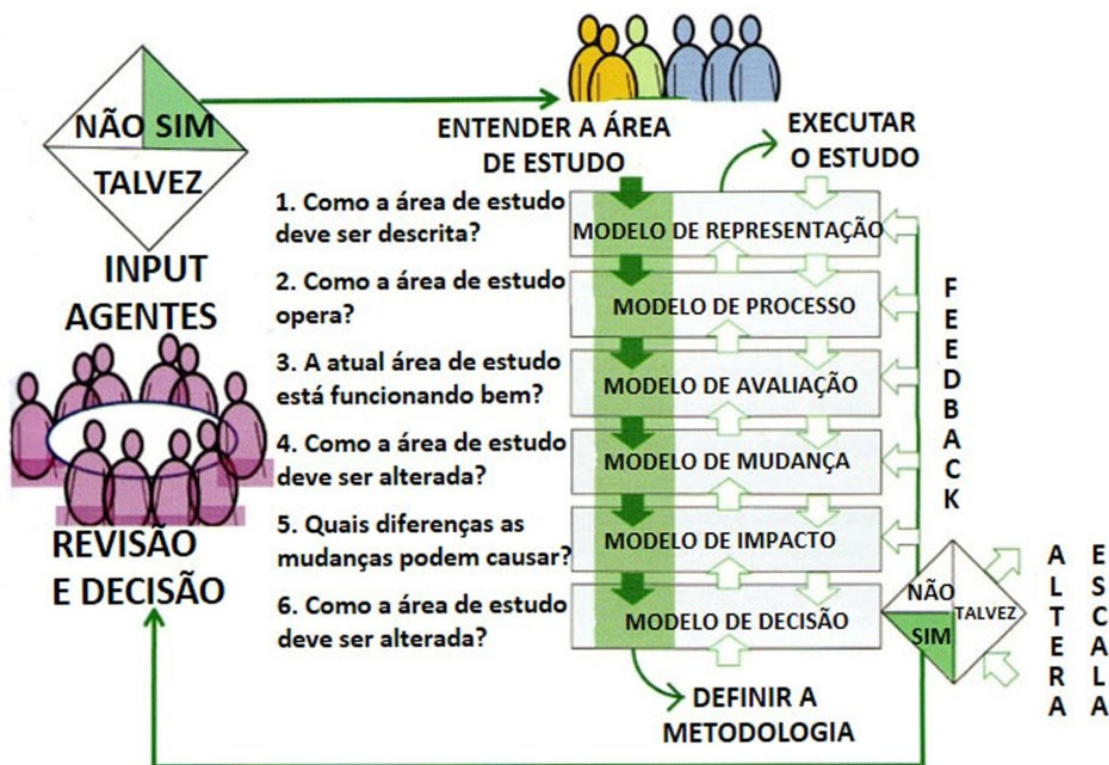 NÃO SIM
TALVEZ
INPUT
AGENTES
REVISÃO
E DECISÃO
ENTENDER A ÁREA
DE ESTUDO
EXECUTAR
O ESTUDO
1. Como a área de estudo
deve ser descrita?
MODELO DE REPRESENTAÇÃO
2. Como a área de estudo
opera?
MODELO DE PROCESSO
3. A atual área de estudo
está funcionando bem?
MODELO DE AVALIAÇÃO
4. Como a área de estudo
deve ser alterada?
MODELO DE MUDANÇA
5. Quais diferenças as
mudanças podem causar?
MODELO DE IMPACTO
6. Como a área de estudo
deve ser alterada?
MODELO DE DECISÃO
DEFINIR A
METODOLOGIA
FEEDBACK
NÃO
TALVEZ
SIM
ALTERA
ESCALA